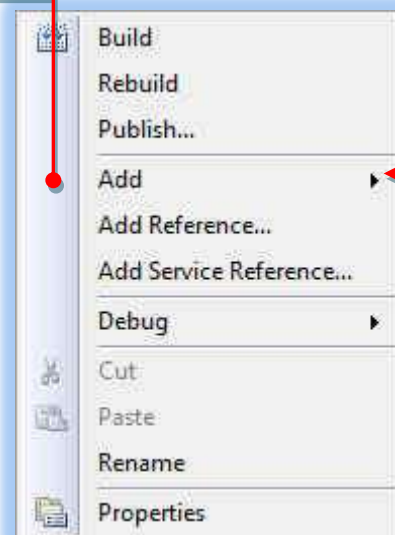 Build
Rebuild
Publish...
Add
Add Reference...
Add Service Reference...
Debug
Cut
Paste
Rename
Properties